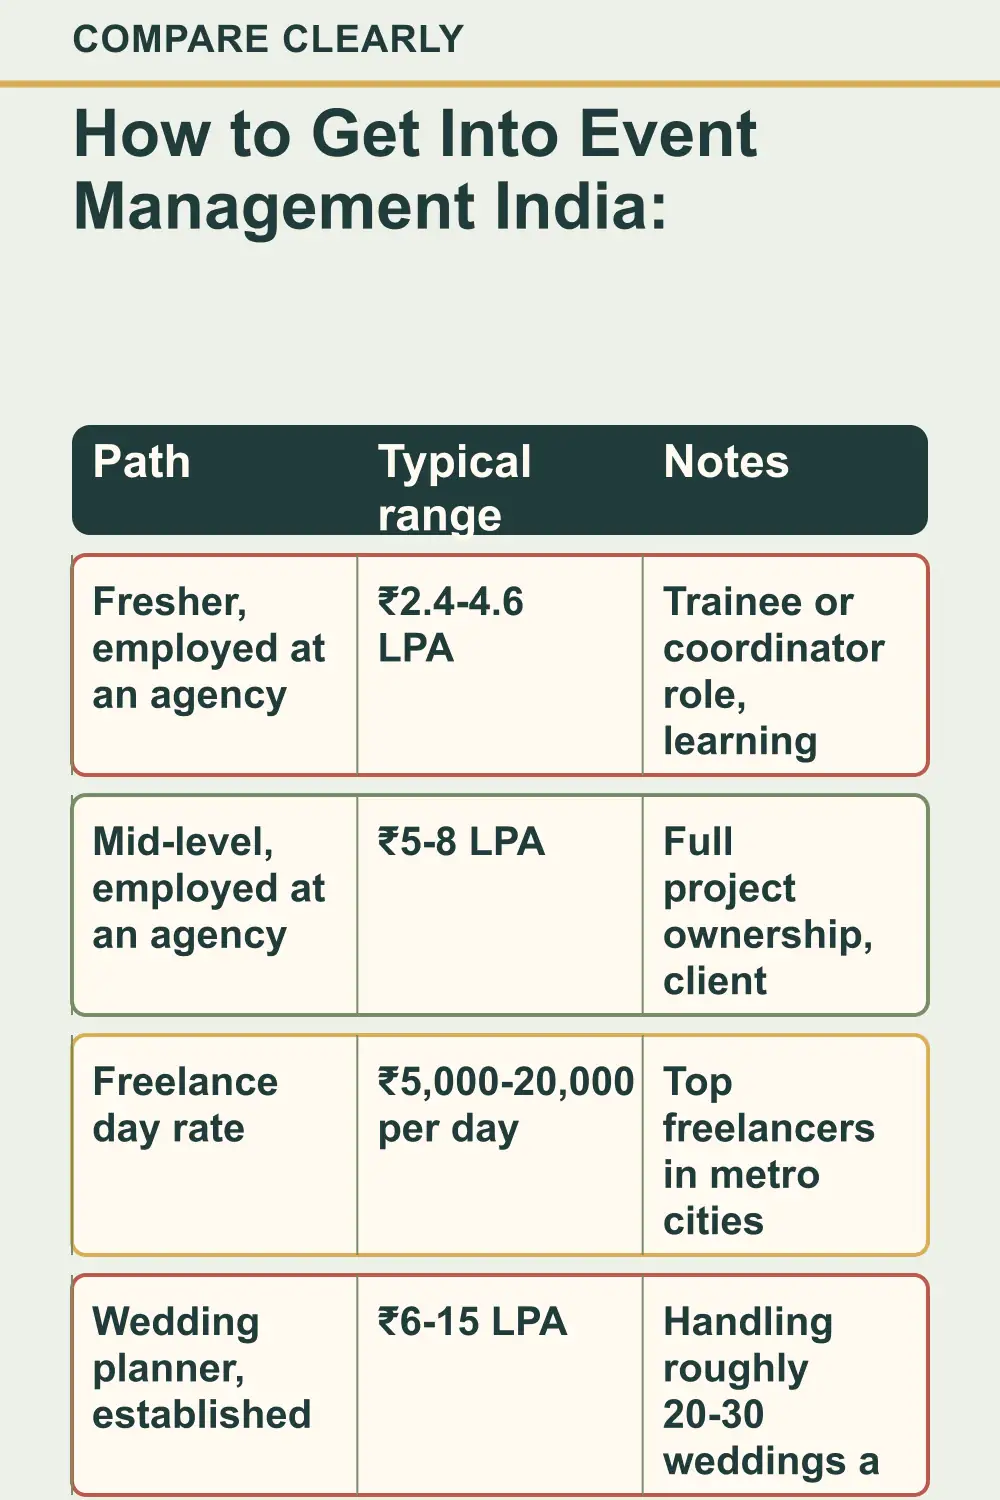 COMPARE CLEARLY
How to Get Into Event
Management India:
Path
Typical
range
Notes
Fresher,
employed at
an agency
₹2.4-4.6
LPA
Trainee or
coordinator
role,
learning
Mid-level,
employed at
an agency
₹5-8 LPA
Full
project
ownership,
client
Freelance
day rate
₹5,000-20,000
per day
Top
freelancers
in metro
cities
Wedding
planner,
established
₹6-15 LPA
Handling
roughly
20-30
weddings a